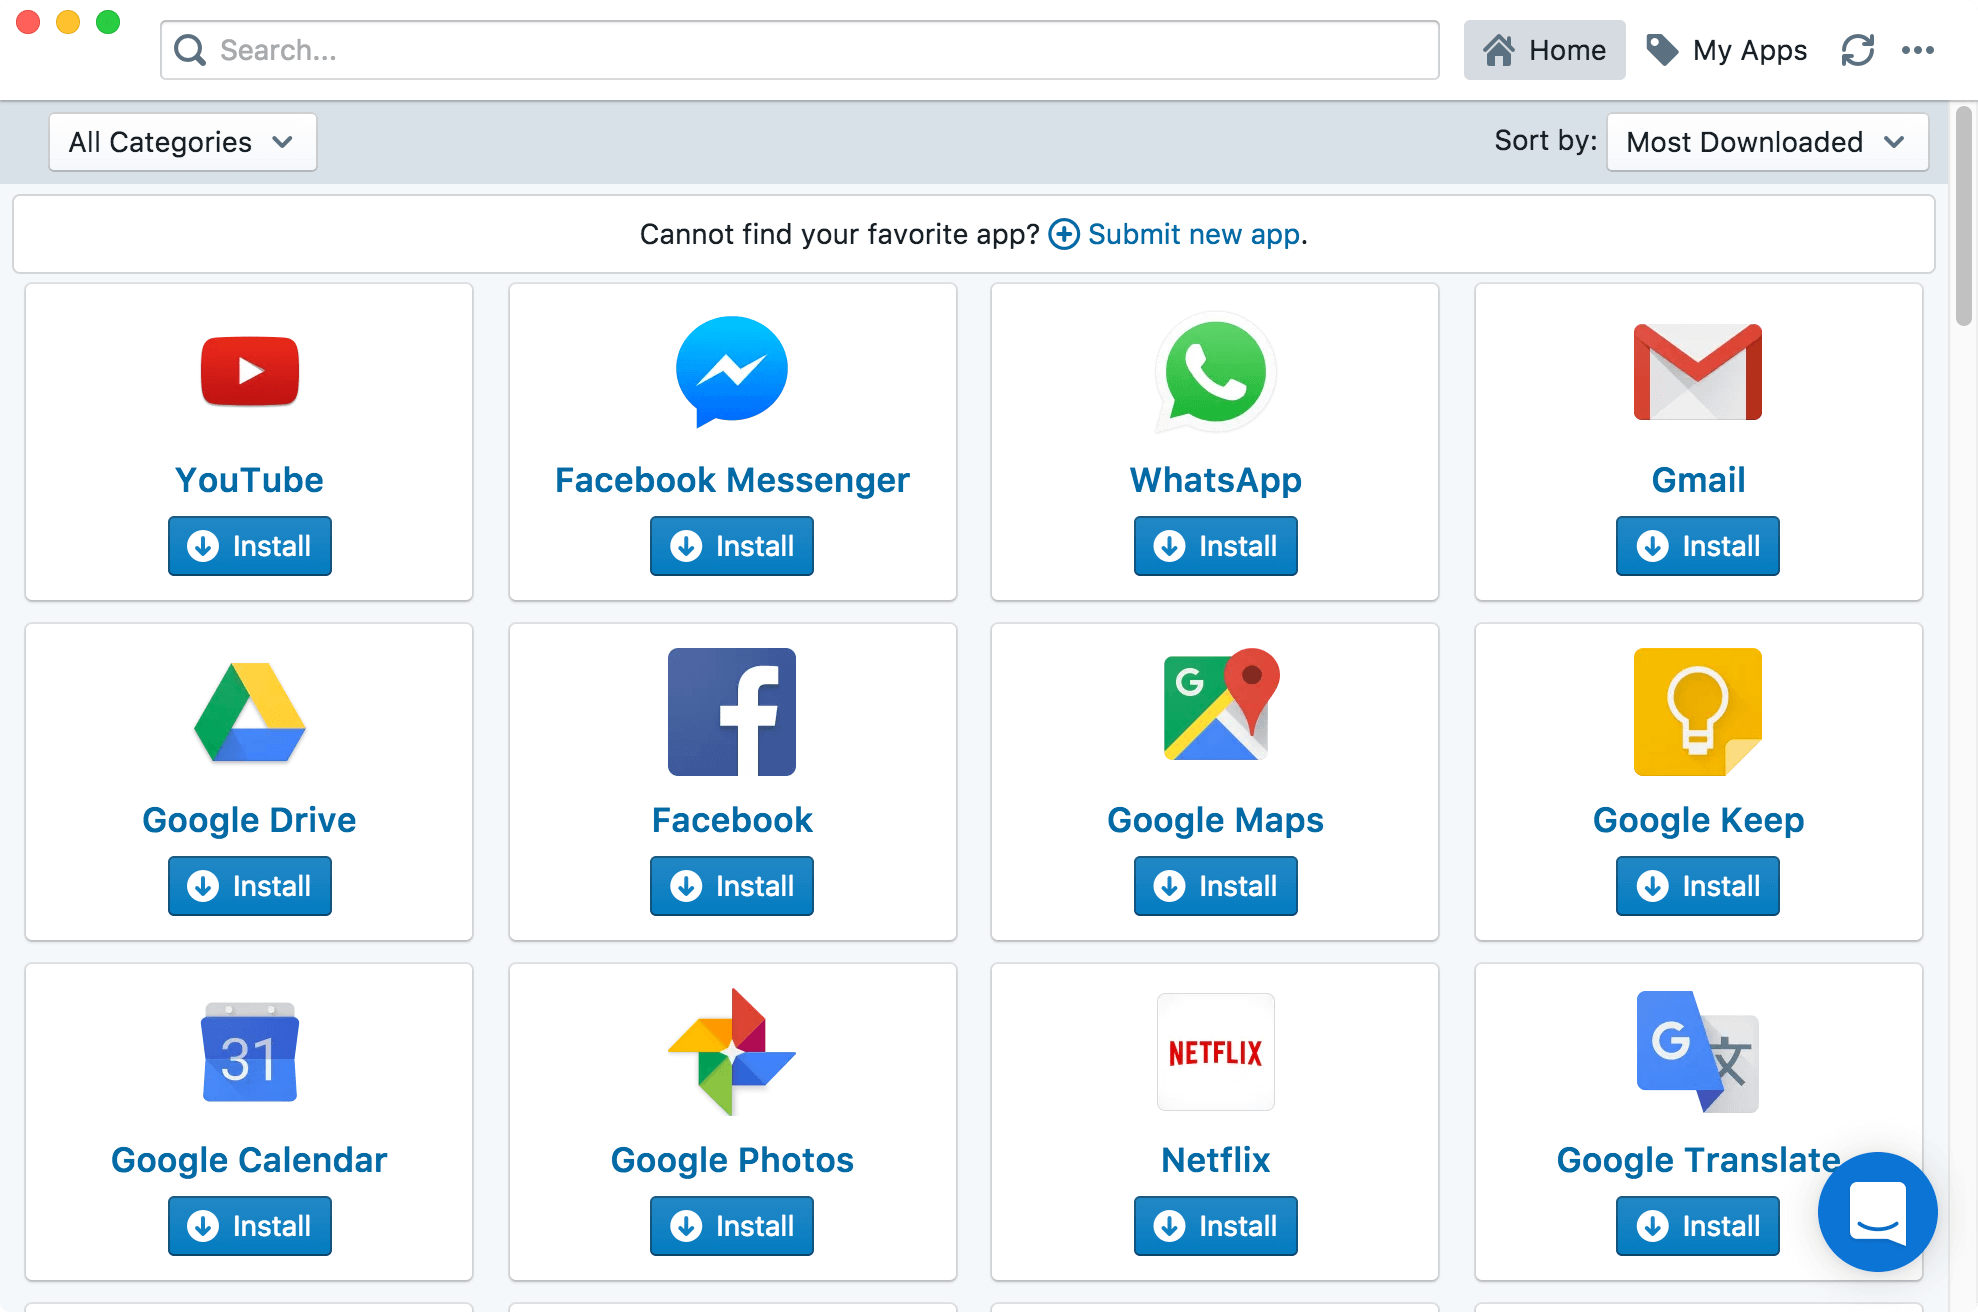 Search...
Home
My Apps
All Categories
Sort by:
Most Downloaded
Cannot find your favorite app? Submit new app.
YouTube
Facebook Messenger
WhatsApp
Gmail
Install
Install
Install
Install
G
Google Drive
Facebook
Google Maps
Google Keep
Install
Install
Install
Install
31
NETFLIX
G 文
Google Calendar
Google Photos
Netflix
Google Translate
Install
Install
Install
Install